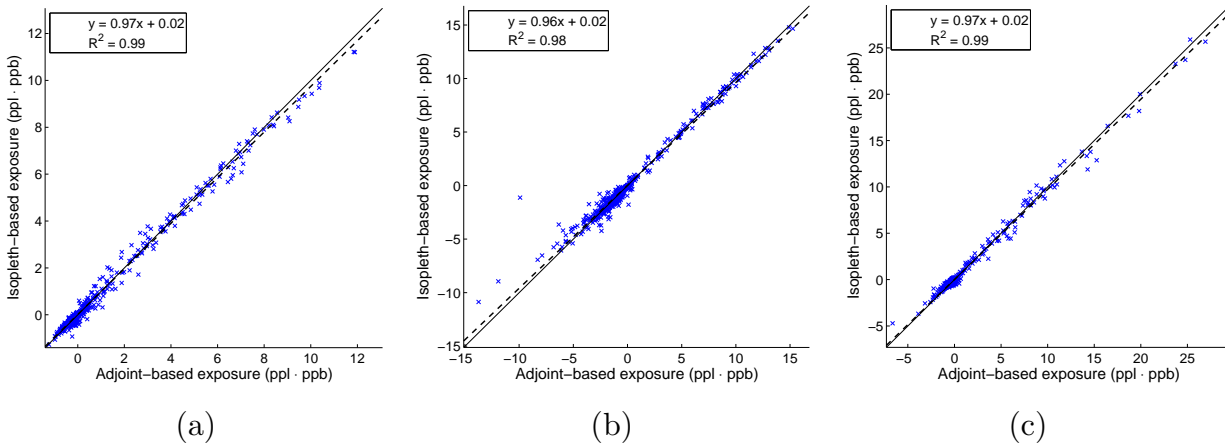 y = 0.97x + 0.02
R² = 0.99
12
10
8
6
4
2
0
0 2 4 6 8 10 12
Isopleth−based exposure (ppl · ppb)
Adjoint−based exposure (ppl · ppb)
(a)
y = 0.96x + 0.02
R² = 0.98
15
10
5
0
−5
−10
−15
−15 −10 −5 0 5 10 15
Isopleth−based exposure (ppl · ppb)
Adjoint−based exposure (ppl · ppb)
(b)
y = 0.97x + 0.02
R² = 0.99
25
20
15
10
5
0
−5
−5 0 5 10 15 20 25
Isopleth−based exposure (ppl · ppb)
Adjoint−based exposure (ppl · ppb)
(c)